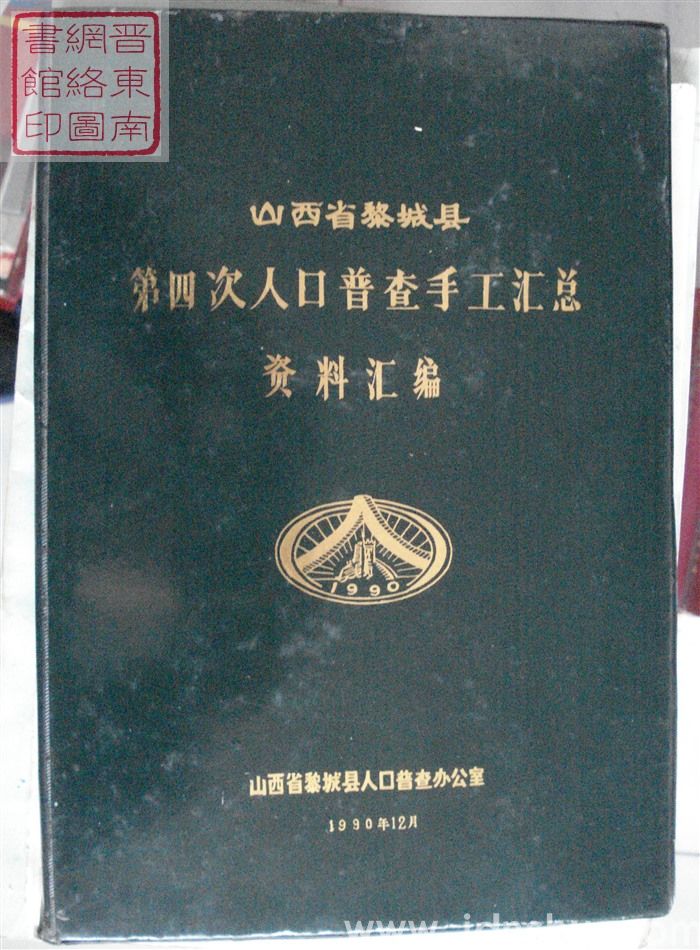 晋東南
網絡圖
書館印
山西省黎城县
第四次人口普查手工汇总
资料汇编
1990
山西省黎城县人口普查办公室
1990年12月